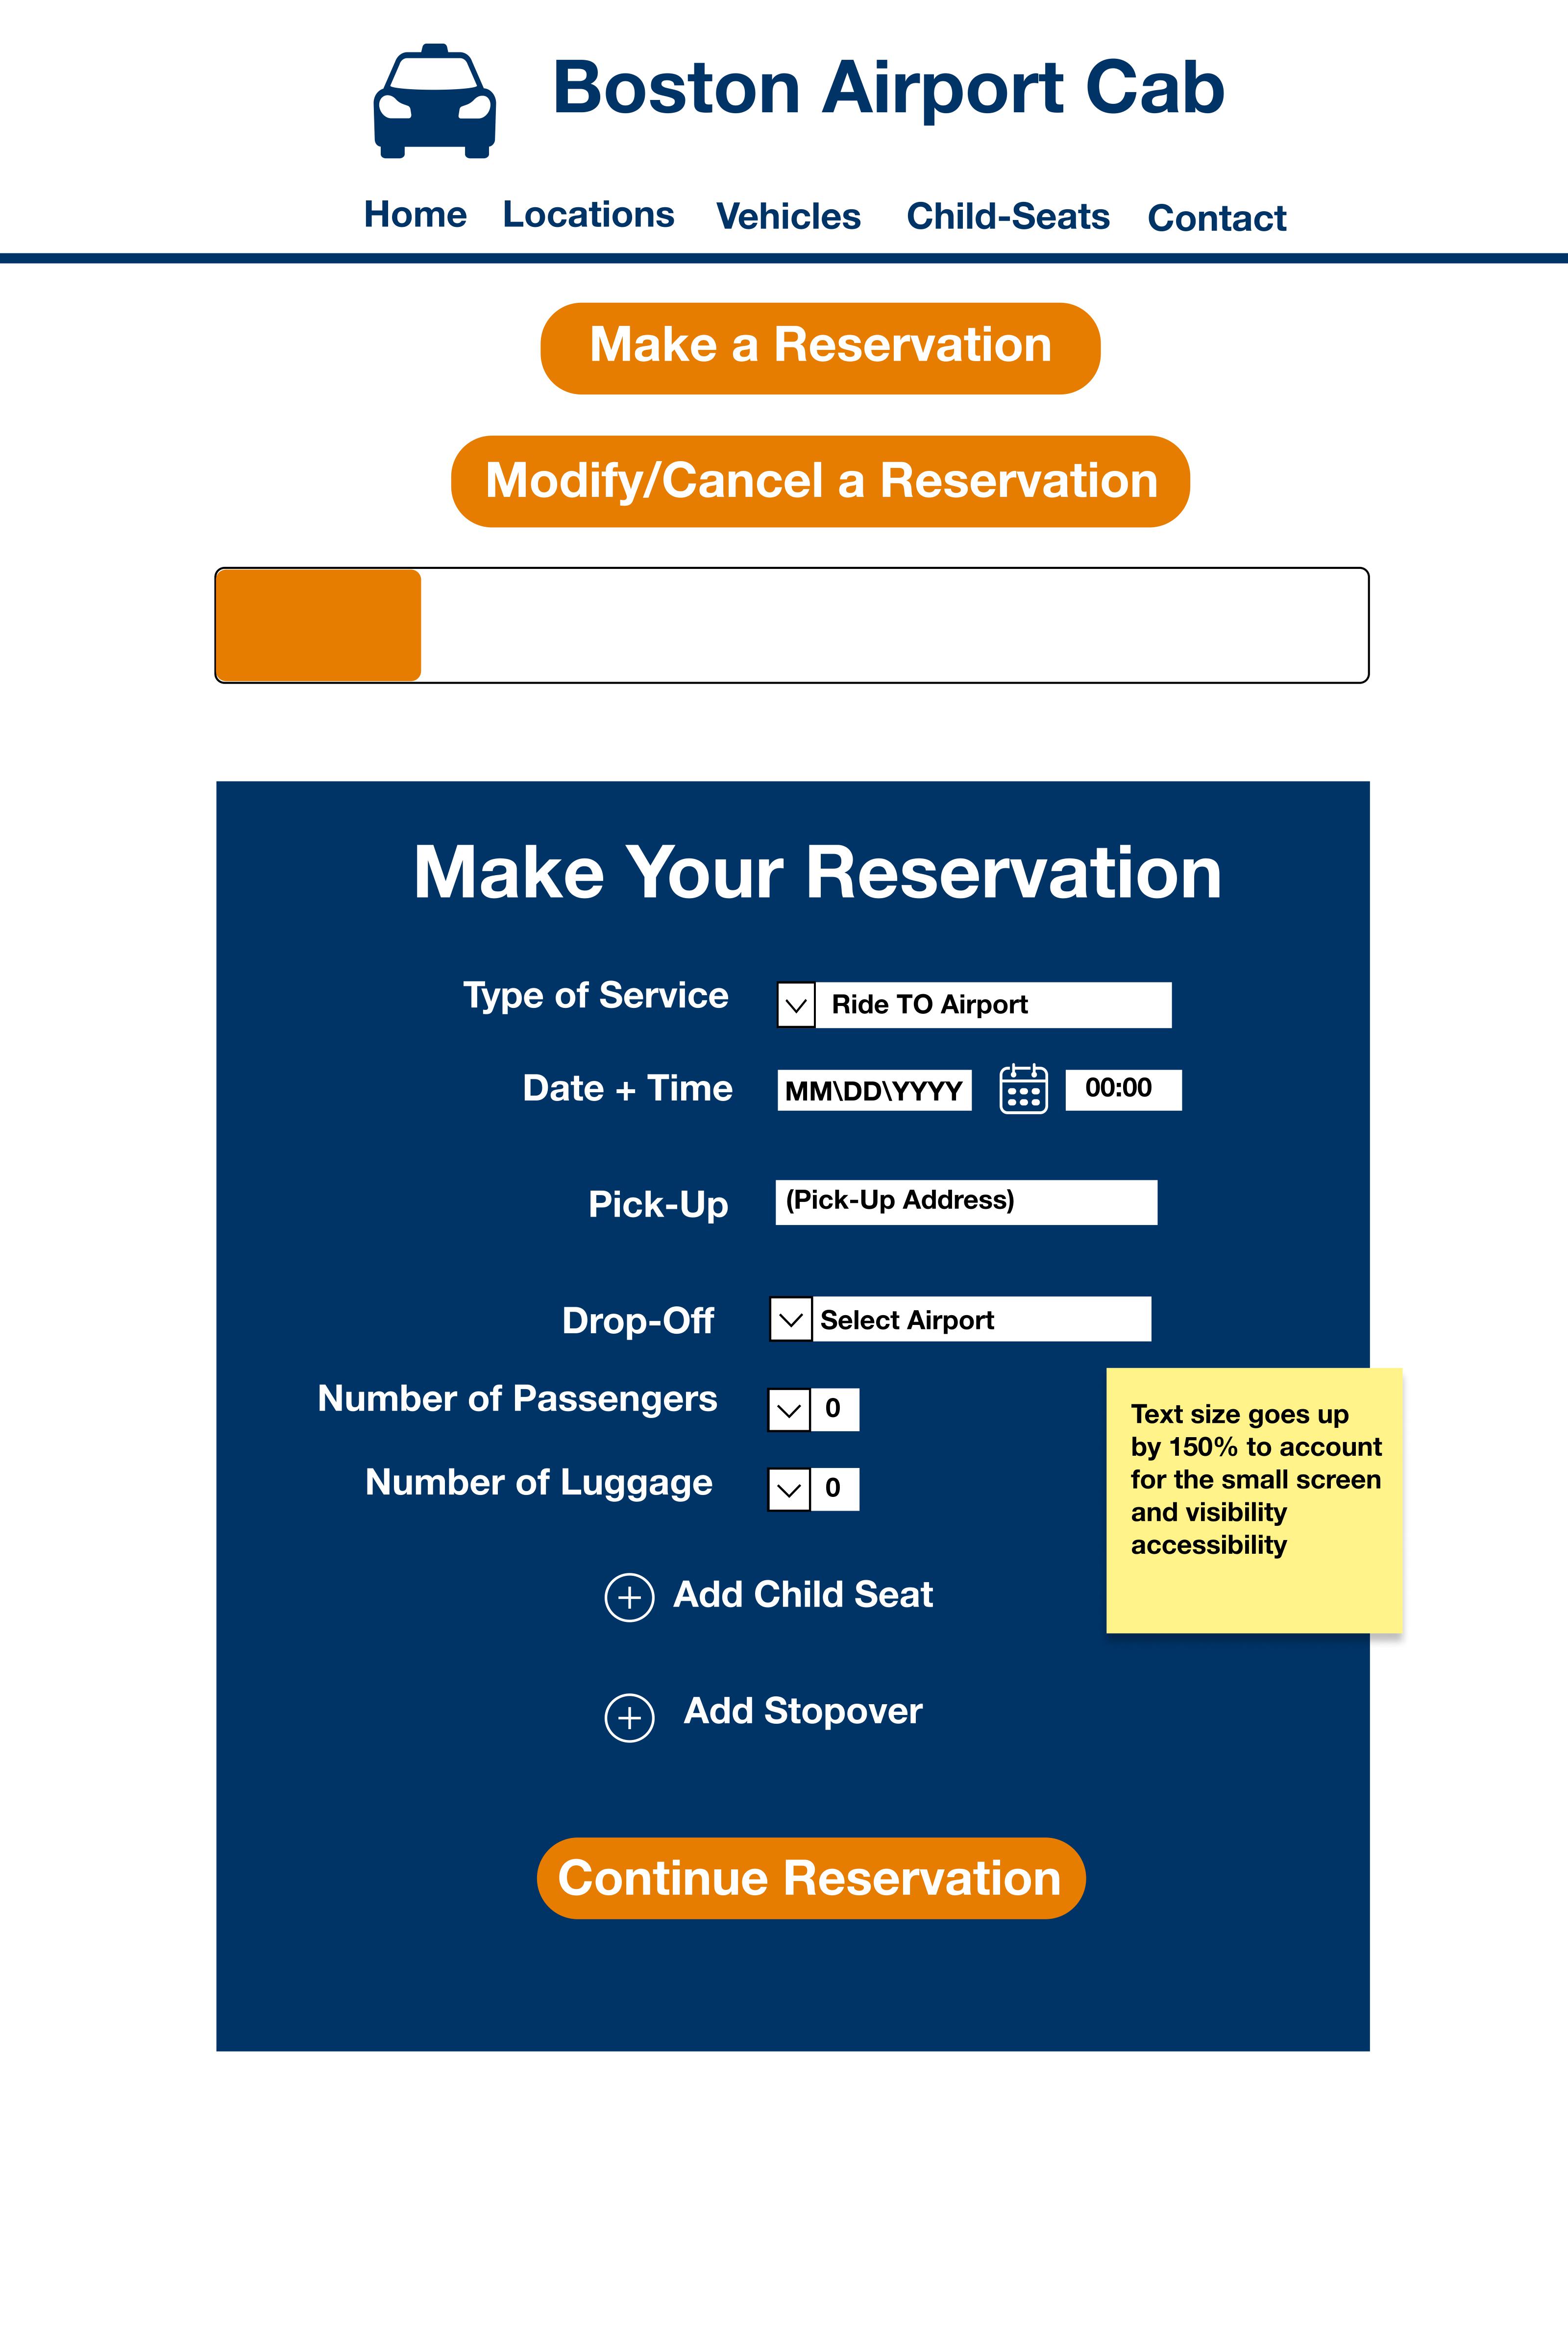 Boston Airport Cab
Home Locations Vehicles Child-Seats Contact
Make a Reservation
Modify/Cancel a Reservation
Make Your Reservation
Type of Service Ride TO Airport
Date + Time MM\DD\YYYY 00:00
Pick-Up (Pick-Up Address)
Drop-Off Select Airport
Number of Passengers 0
Number of Luggage 0
Text size goes up
by 150% to account
for the small screen
and visibility
accessibility
Add Child Seat
Add Stopover
Continue Reservation